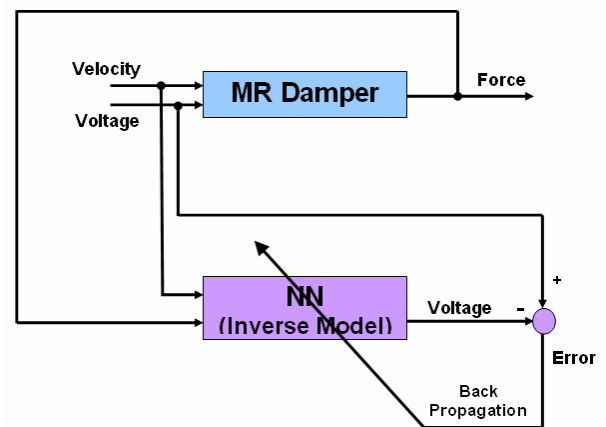 Velocity
MR Damper
Force
Voltage
+
NN
(Inverse Model)
Voltage
-
Error
Back
Propagation